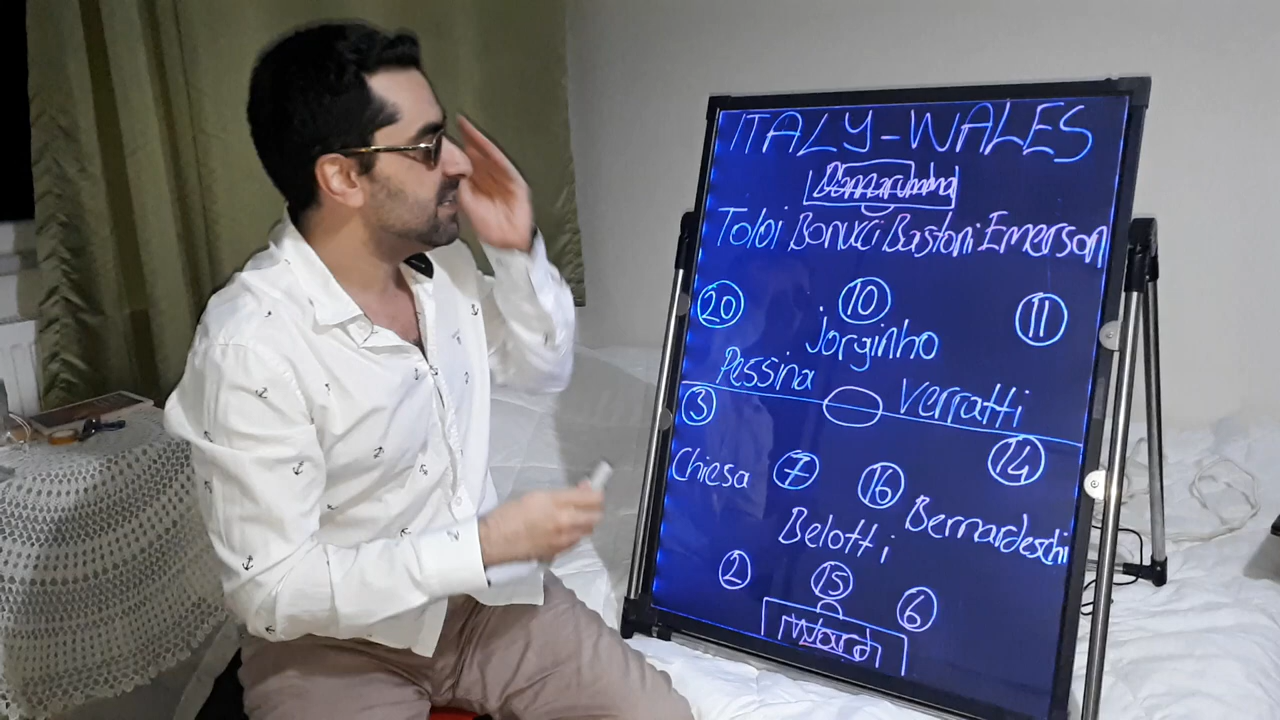 ITALY-WALES
Donnarumma
Toloi Bonucci Bastoni Emerson
20 10 11
Jorginho
Pessina Verratti
3
Chiesa 7 16 14
Bernardeschi
Belotti
2 15 6
Ward